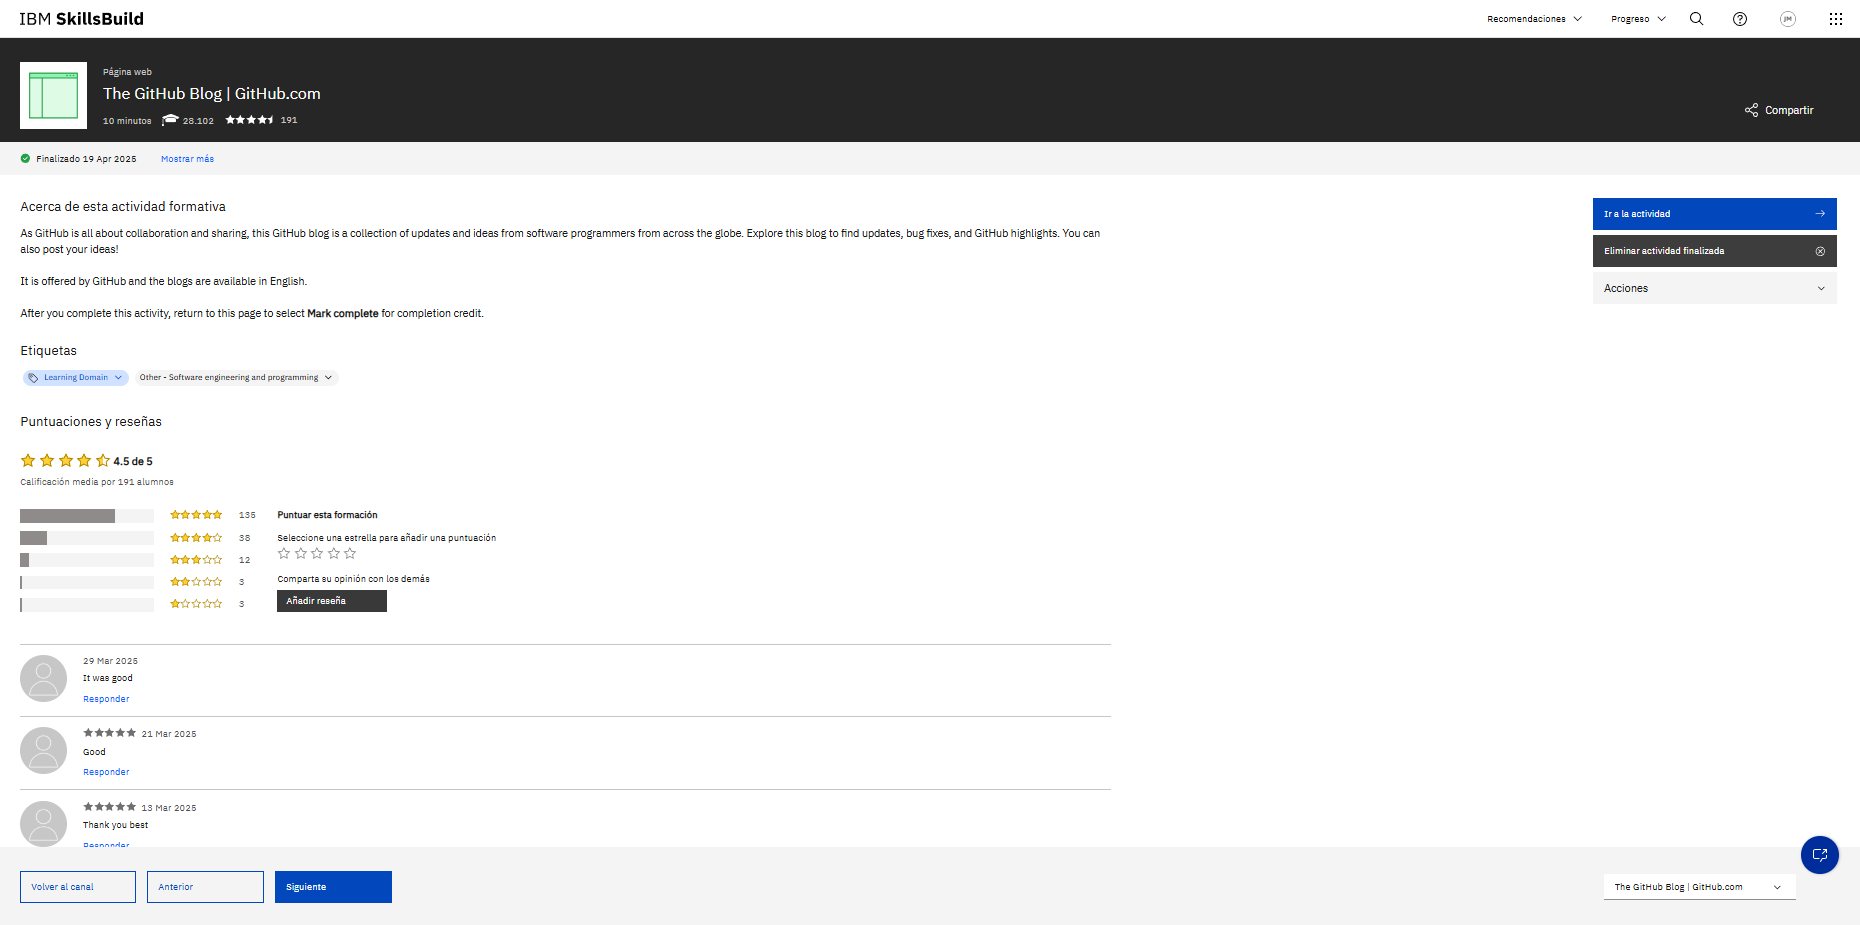 IBM SkillsBuild
Recomendaciones
Progreso
JM
Página web
The GitHub Blog | GitHub.com
10 minutos 28.102 191
Compartir
Finalizado 19 Apr 2025 Mostrar más
Acerca de esta actividad formativa
As GitHub is all about collaboration and sharing, this GitHub blog is a collection of updates and ideas from software programmers from across the globe. Explore this blog to find updates, bug fixes, and GitHub highlights. You can
also post your ideas!
It is offered by GitHub and the blogs are available in English.
After you complete this activity, return to this page to select Mark complete for completion credit.
Ir a la actividad
Eliminar actividad finalizada
Acciones
Etiquetas
Learning Domain
Other - Software engineering and programming
Puntuaciones y reseñas
4.5 de 5
Calificación media por 191 alumnos
135
38
12
3
3
Puntuar esta formación
Seleccione una estrella para añadir una puntuación
Comparta su opinión con los demás
Añadir reseña
29 Mar 2025
It was good
Responder
21 Mar 2025
Good
Responder
13 Mar 2025
Thank you best
Responder
Volver al canal
Anterior
Siguiente
The GitHub Blog | GitHub.com